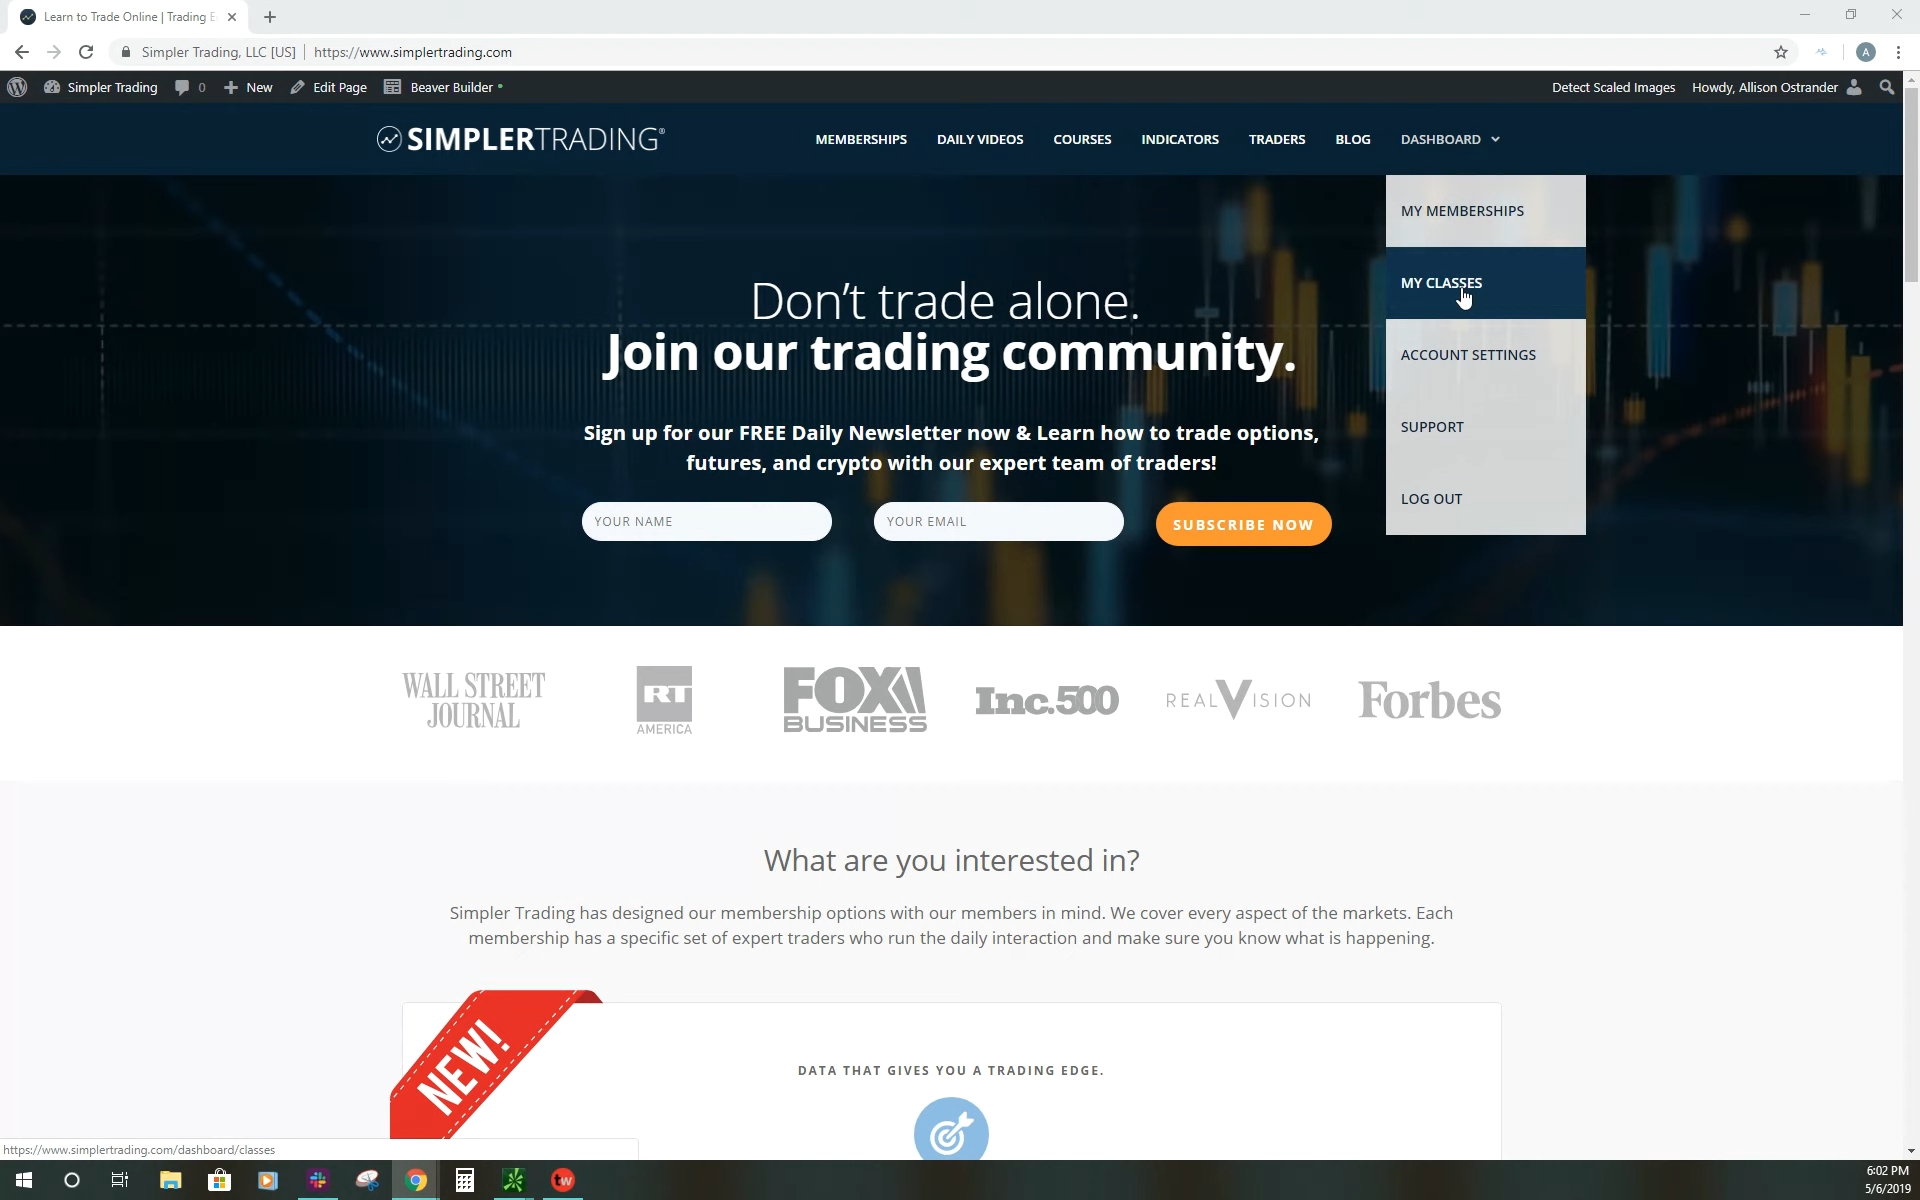 Learn to Trade Online | Trading E
Simpler Trading, LLC [US] | https://www.simplertrading.com
A
Simpler Trading 0 New Edit Page Beaver Builder
Detect Scaled Images Howdy, Allison Ostrander
SIMPLERTRADING®
MEMBERSHIPS DAILY VIDEOS COURSES INDICATORS TRADERS BLOG DASHBOARD
MY MEMBERSHIPS
MY CLASSES
ACCOUNT SETTINGS
SUPPORT
LOG OUT
Don't trade alone.
Join our trading community.
Sign up for our FREE Daily Newsletter now & Learn how to trade options,
futures, and crypto with our expert team of traders!
YOUR NAME YOUR EMAIL SUBSCRIBE NOW
WALL STREET
JOURNAL
RT
AMERICA
FOX
BUSINESS
Inc.500
REALVISION
Forbes
What are you interested in?
Simpler Trading has designed our membership options with our members in mind. We cover every aspect of the markets. Each
membership has a specific set of expert traders who run the daily interaction and make sure you know what is happening.
NEW!
DATA THAT GIVES YOU A TRADING EDGE.
https://www.simplertrading.com/dashboard/classes
tw
6:02 PM
5/6/2019